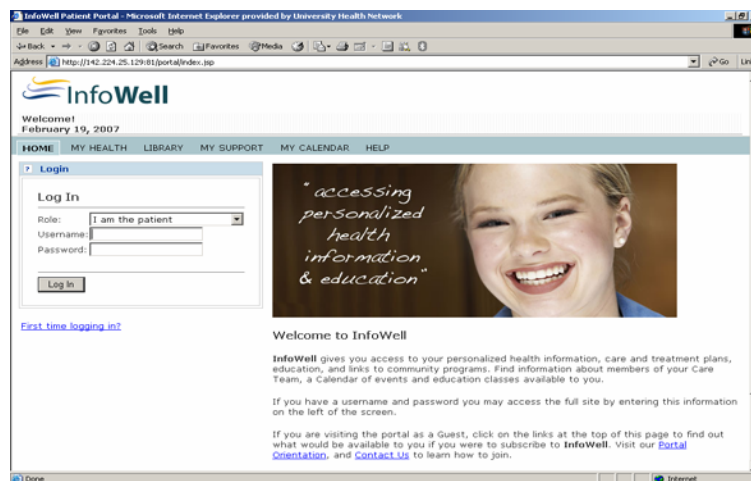 InfoWell Patient Portal - Microsoft Internet Explorer provided by University Health Network
File Edit View Favorites Tools Help
Back Search Favorites Media
Address http://142.224.25.129:81/portal/index.jsp Go Lin
InfoWell
Welcome!
February 19, 2007
HOME MY HEALTH LIBRARY MY SUPPORT MY CALENDAR HELP
? Login
Log In
Role: I am the patient
Username:
Password:
Log In
First time logging in?
"accessing
personalized
health
information
& education"
Welcome to InfoWell
InfoWell gives you access to your personalized health information, care and treatment plans,
education, and links to community programs. Find information about members of your Care
Team, a Calendar of events and education classes available to you.
If you have a username and password you may access the full site by entering this information
on the left of the screen.
If you are visiting the portal as a Guest, click on the links at the top of this page to find out
what would be available to you if you were to subscribe to InfoWell. Visit our Portal
Orientation, and Contact Us to learn how to join.
Done Internet